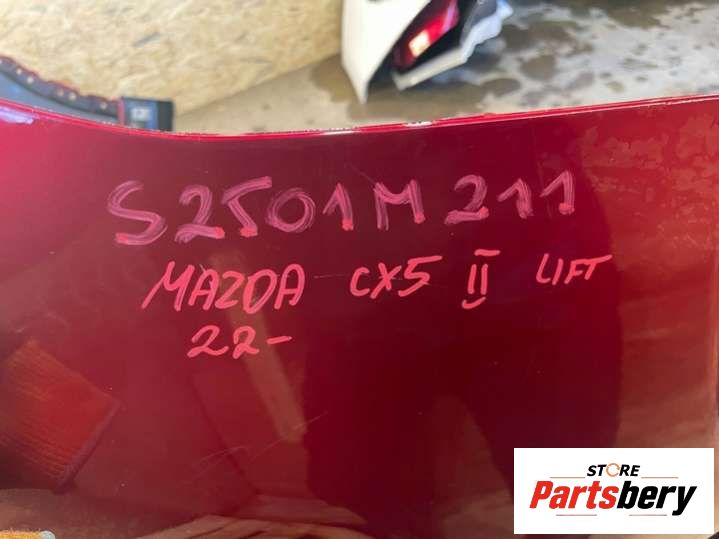 S2501M211
MAZDA CX5 II LIFT
22-
STORE
Partsbery